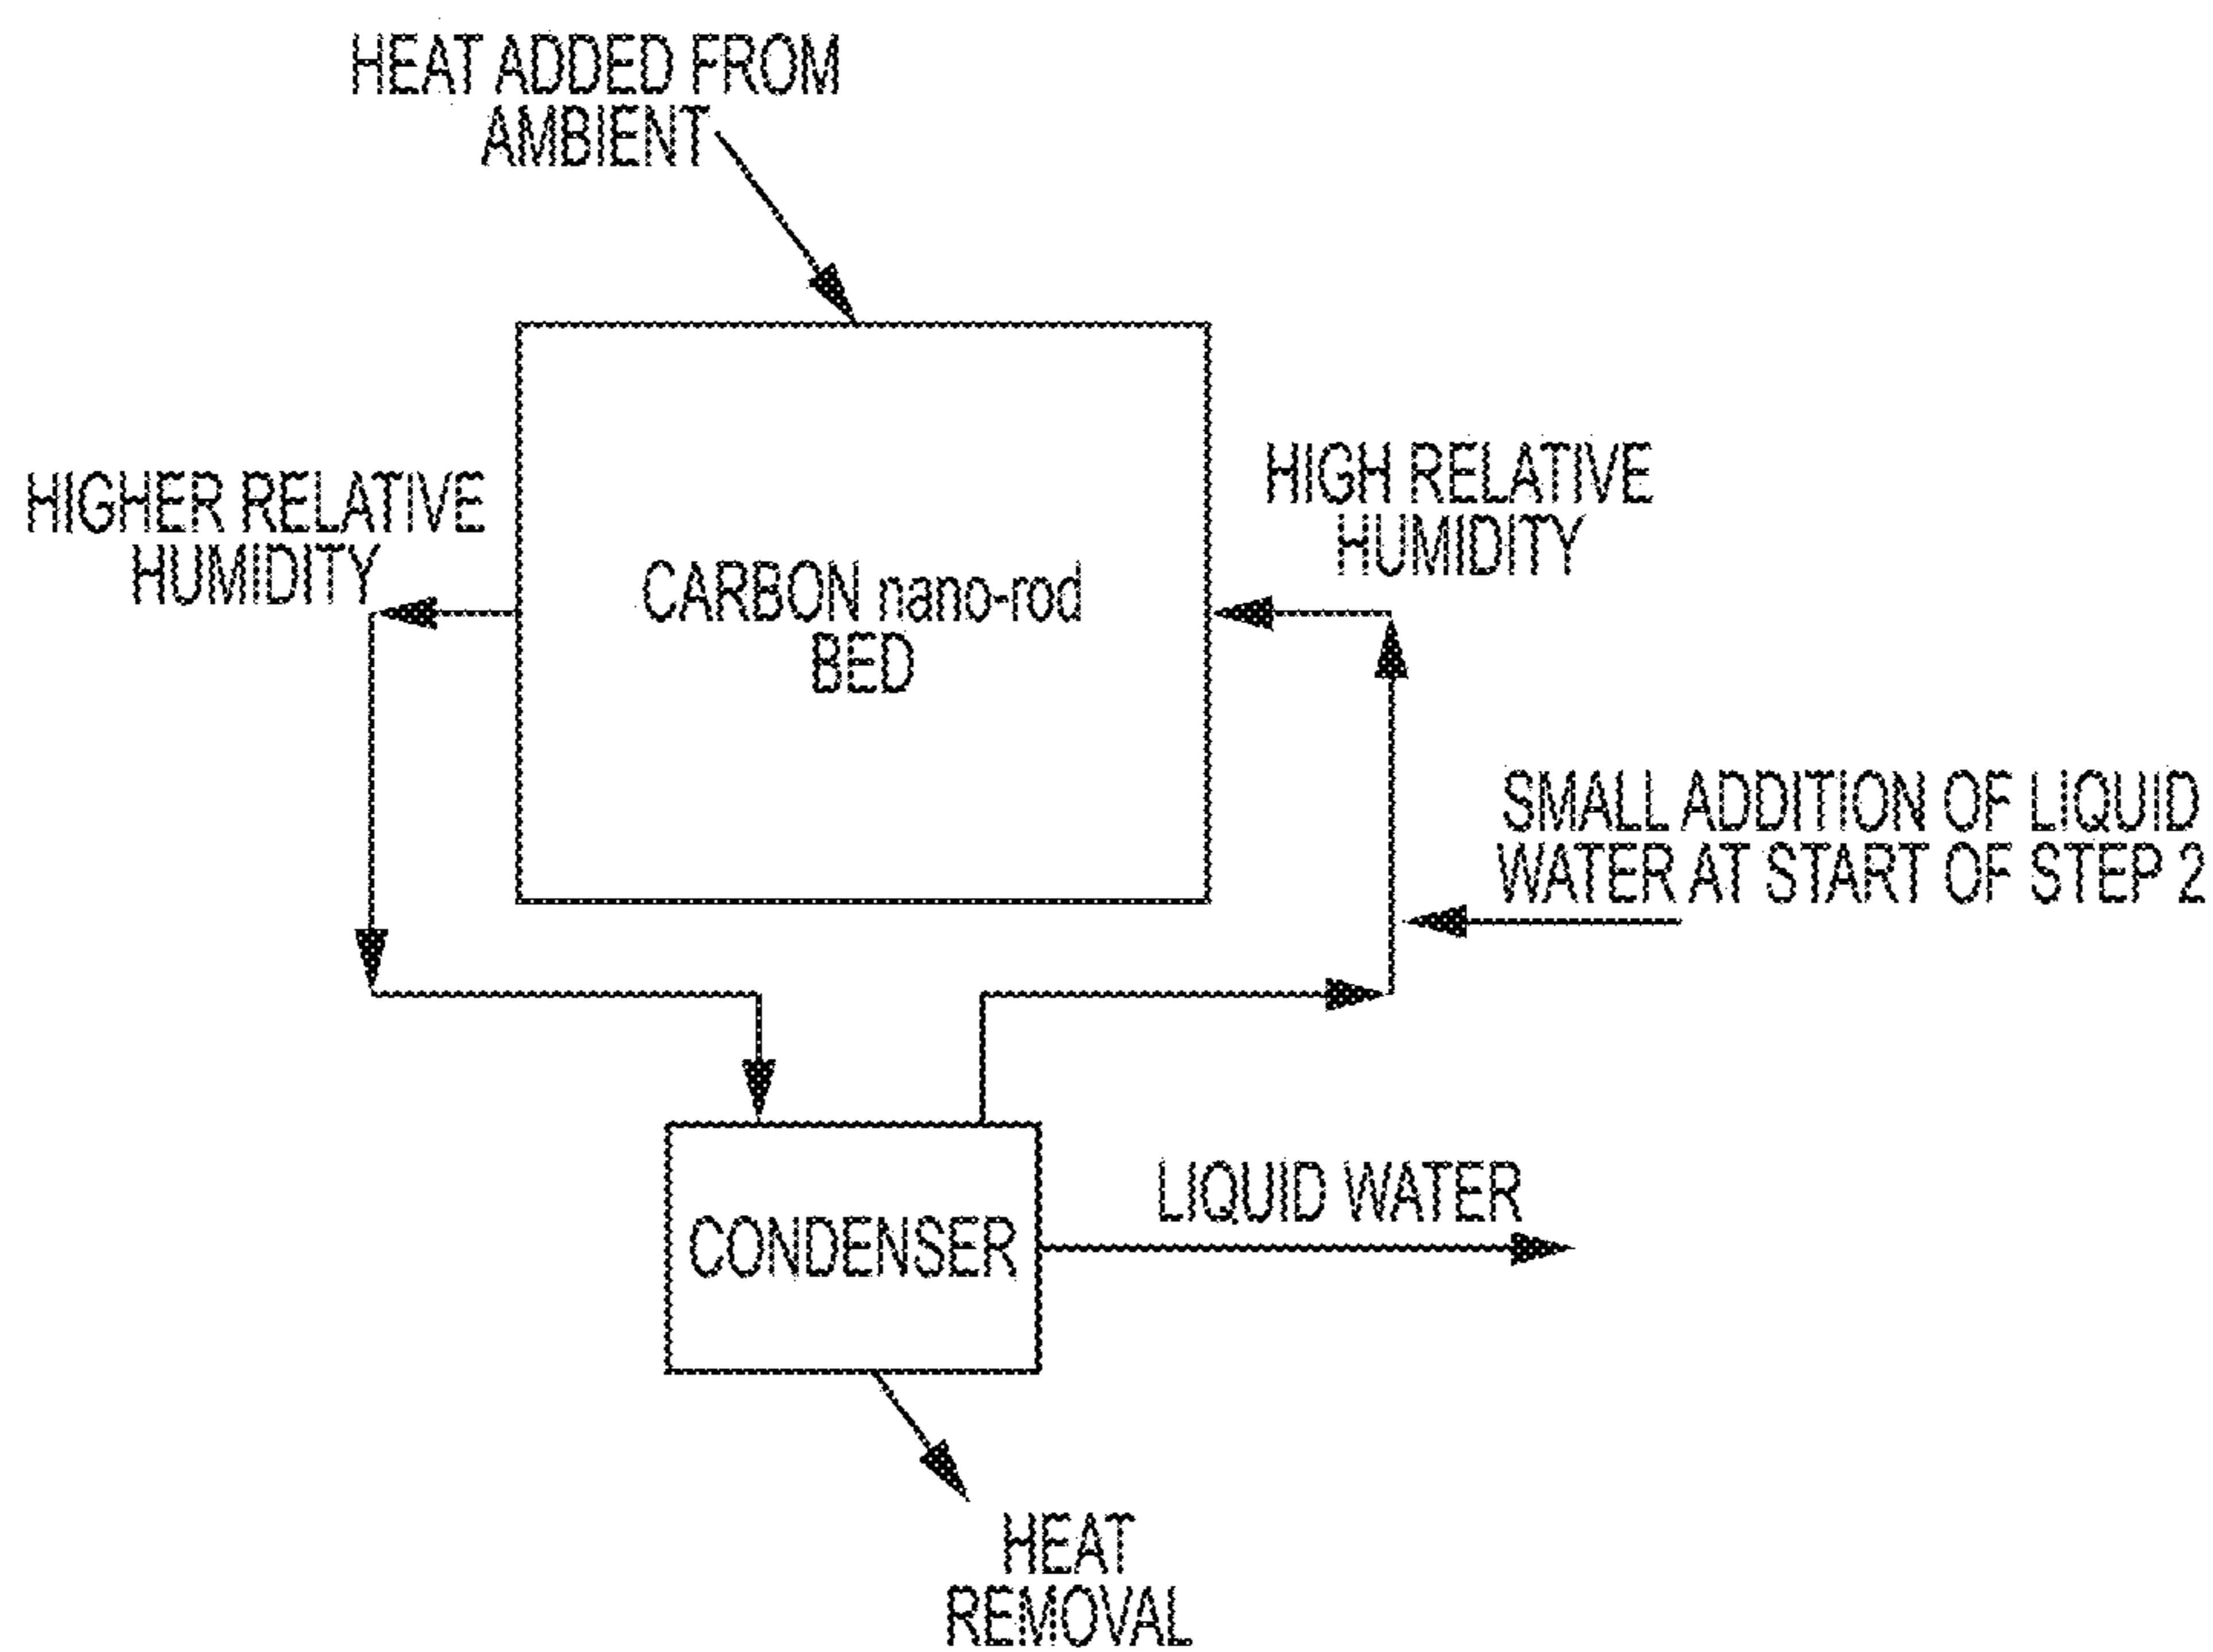 HEAT ADDED FROM
AMBIENT
HIGHER RELATIVE
HUMIDITY
CARBON nano-rod
BED
HIGH RELATIVE
HUMIDITY
SMALL ADDITION OF LIQUID
WATER AT START OF STEP 2
CONDENSER
LIQUID WATER
HEAT
REMOVAL